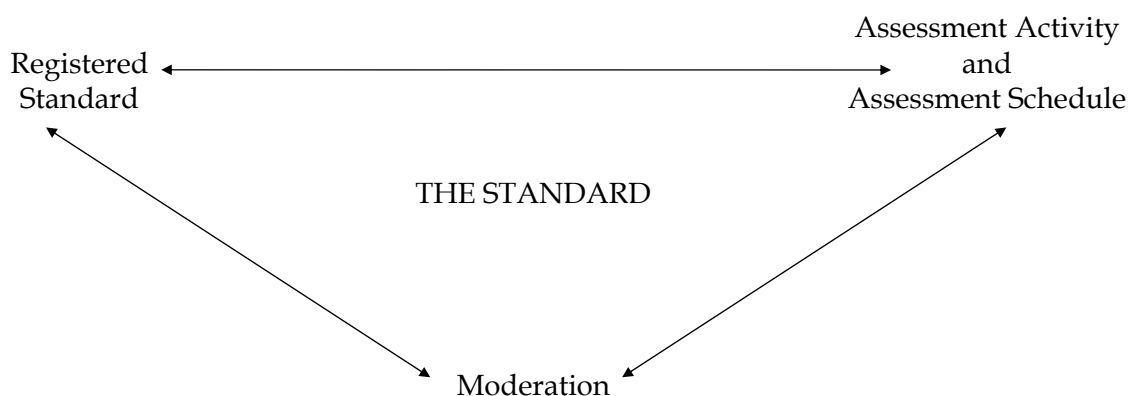 Registered
Standard
Assessment Activity
and
Assessment Schedule
THE STANDARD
Moderation